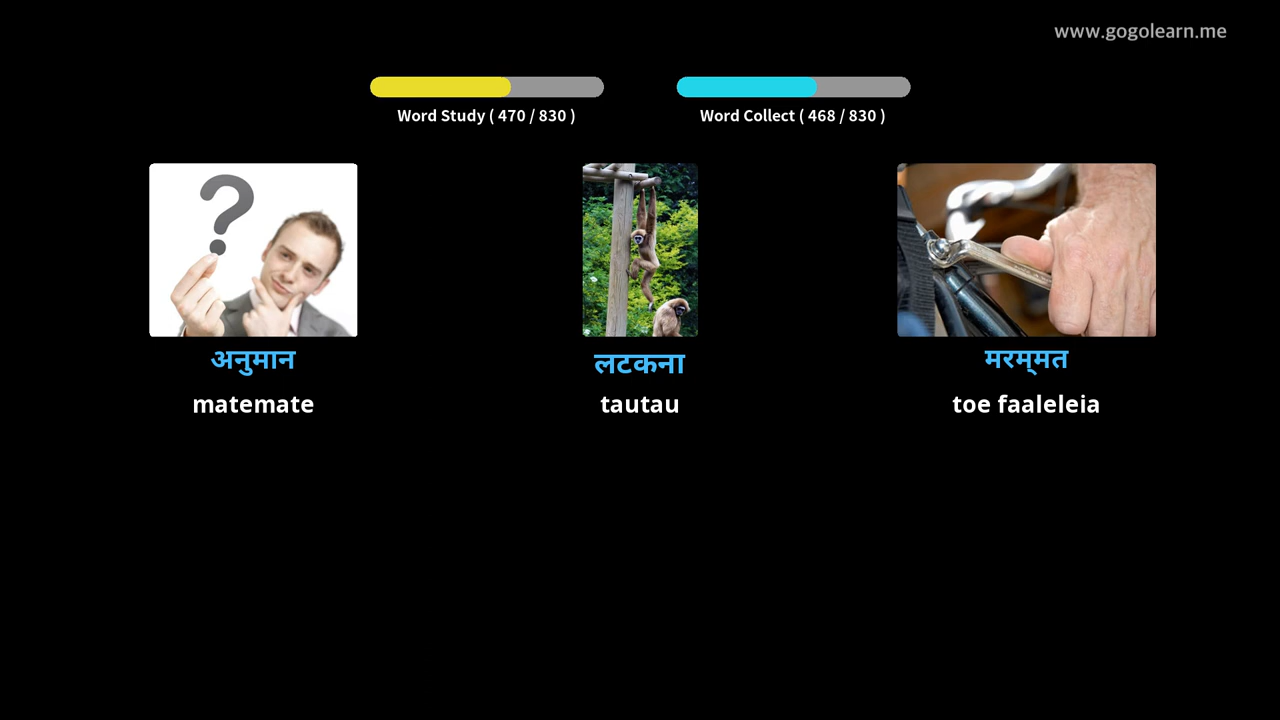 www.gogolearn.me
Word Study ( 470 / 830 )
Word Collect ( 468 / 830 )
अनुमान
लटकना
मरम्मत
matemate
tautau
toe faaleleia